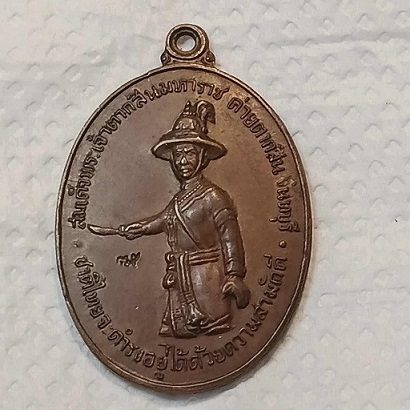 สมเด็จพระเจ้าตากสินมหาราช ค่ายตากสิน จันทบุรี
ชาติไทยจะดำรงอยู่ได้ด้วยความสามัคคี